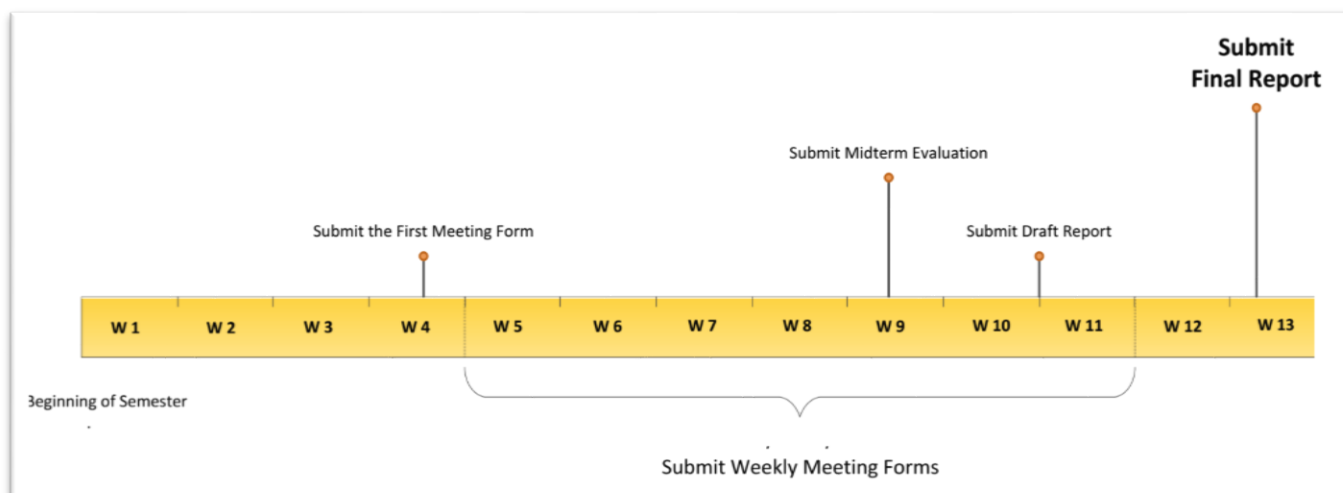 Submit
Final Report
Submit Midterm Evaluation
Submit the First Meeting Form
Submit Draft Report
W 1
W 2
W 3
W 4
W 5
W 6
W 7
W 8
W 9
W 10
W 11
W 12
W 13
Beginning of Semester
Submit Weekly Meeting Forms